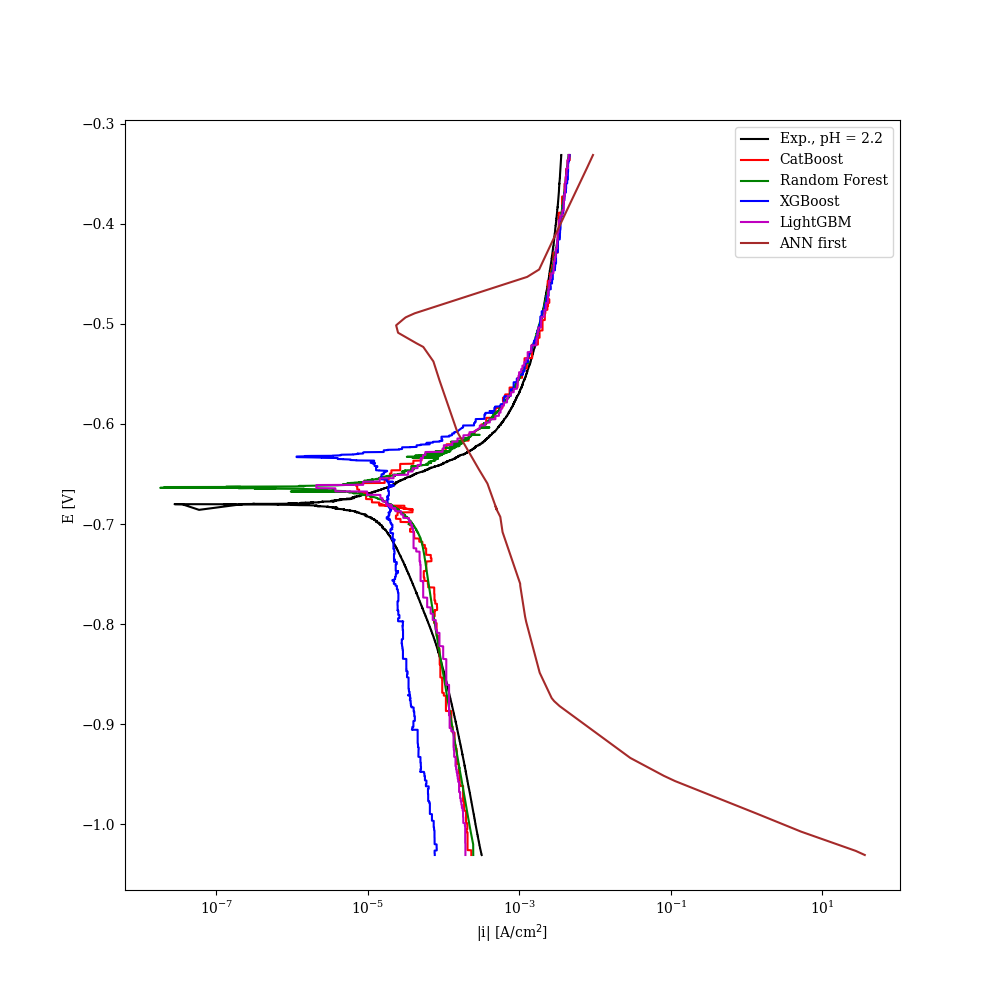 Exp., pH = 2.2
CatBoost
Random Forest
XGBoost
LightGBM
ANN first
−0.3
−0.4
−0.5
−0.6
−0.7
−0.8
−0.9
−1.0
E [V]
10⁻⁷
10⁻⁵
10⁻³
10⁻¹
10¹
|i| [A/cm²]